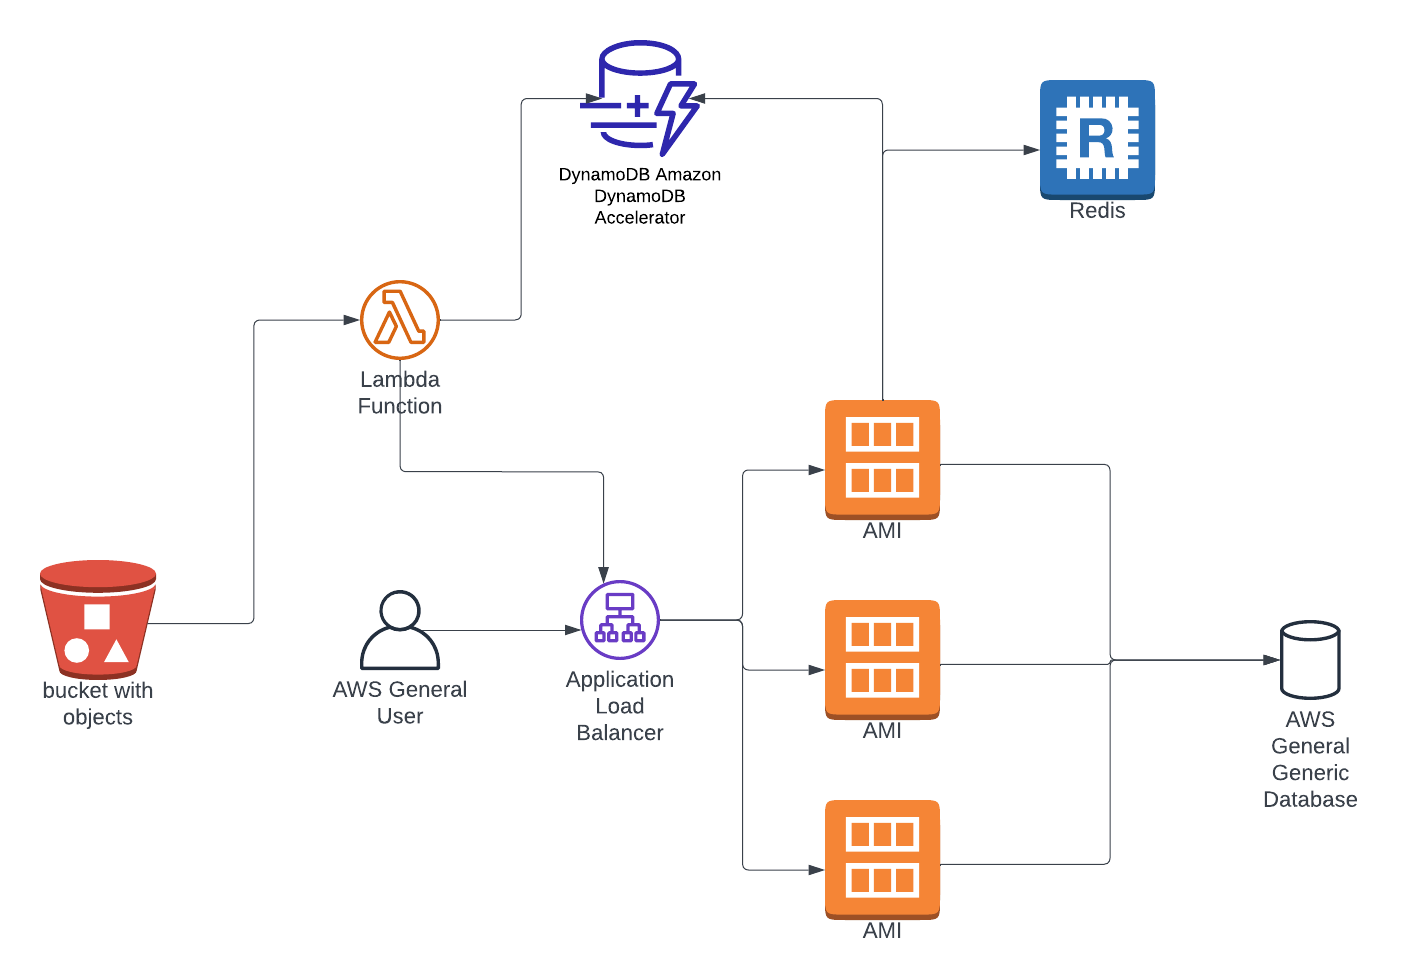 DynamoDB Amazon
DynamoDB
Accelerator
R
Redis
Lambda
Function
AMI
bucket with
objects
AWS General
User
Application
Load
Balancer
AMI
AWS
General
Generic
Database
AMI